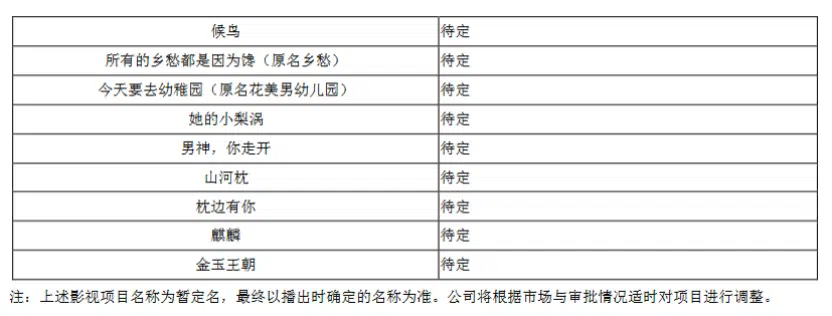 候鸟 待定
所有的乡愁都是因为馋（原名乡愁） 待定
今天要去幼稚园（原名花美男幼儿园） 待定
她的小梨涡 待定
男神，你走开 待定
山河枕 待定
枕边有你 待定
麒麟 待定
金玉王朝 待定
注：上述影视项目名称为暂定名，最终以播出时确定的名称为准。公司将根据市场与审批情况适时对项目进行调整。